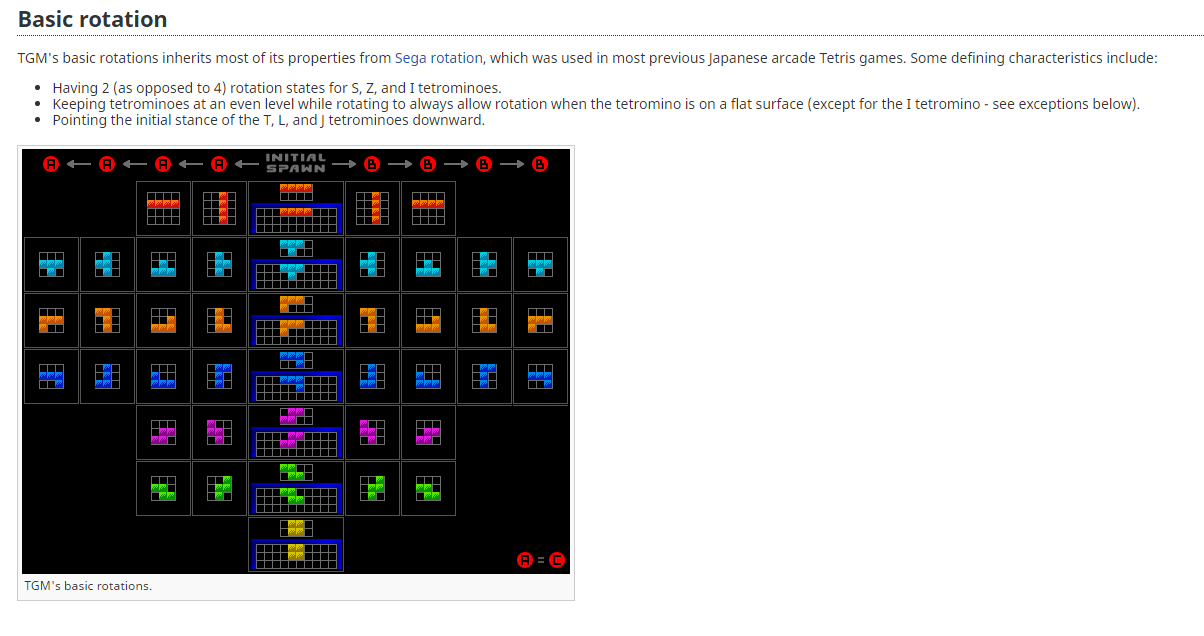 Basic rotation
TGM's basic rotations inherits most of its properties from Sega rotation, which was used in most previous Japanese arcade Tetris games. Some defining characteristics include:
• Having 2 (as opposed to 4) rotation states for S, Z, and I tetrominoes.
• Keeping tetrominoes at an even level while rotating to always allow rotation when the tetromino is on a flat surface (except for the I tetromino - see exceptions below).
• Pointing the initial stance of the T, L, and J tetrominoes downward.
A ← A ← A ← A ← INITIAL SPAWN → B → B → B → B
A = C
TGM's basic rotations.